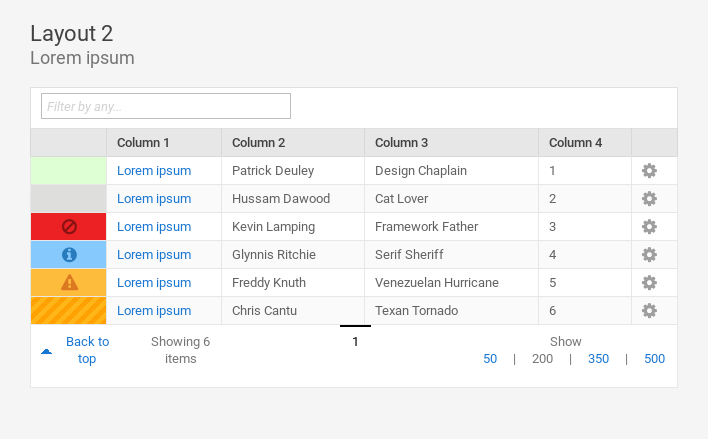 Layout 2
Lorem ipsum
Filter by any...
Column 1 Column 2 Column 3 Column 4
Lorem ipsum Patrick Deuley Design Chaplain 1
Lorem ipsum Hussam Dawood Cat Lover 2
Lorem ipsum Kevin Lamping Framework Father 3
Lorem ipsum Glynnis Ritchie Serif Sheriff 4
Lorem ipsum Freddy Knuth Venezuelan Hurricane 5
Lorem ipsum Chris Cantu Texan Tornado 6
Back to Showing 6 1 Show
top items 50 | 200 | 350 | 500